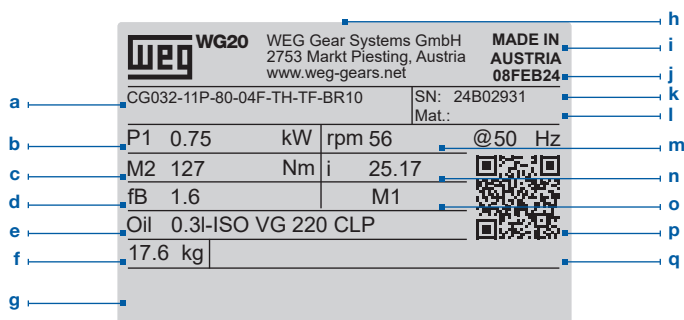 h
WEG WG20 WEG Gear Systems GmbH MADE IN i
2753 Markt Piesting, Austria AUSTRIA
www.weg-gears.net 08FEB24 j
a CG032-11P-80-04F-TH-TF-BR10 SN: 24B02931 k
Mat.: l
b P1 0.75 kW rpm 56 @50 Hz m
c M2 127 Nm i 25.17 n
d fB 1.6 M1 o
e Oil 0.3l-ISO VG 220 CLP p
f 17.6 kg q
g